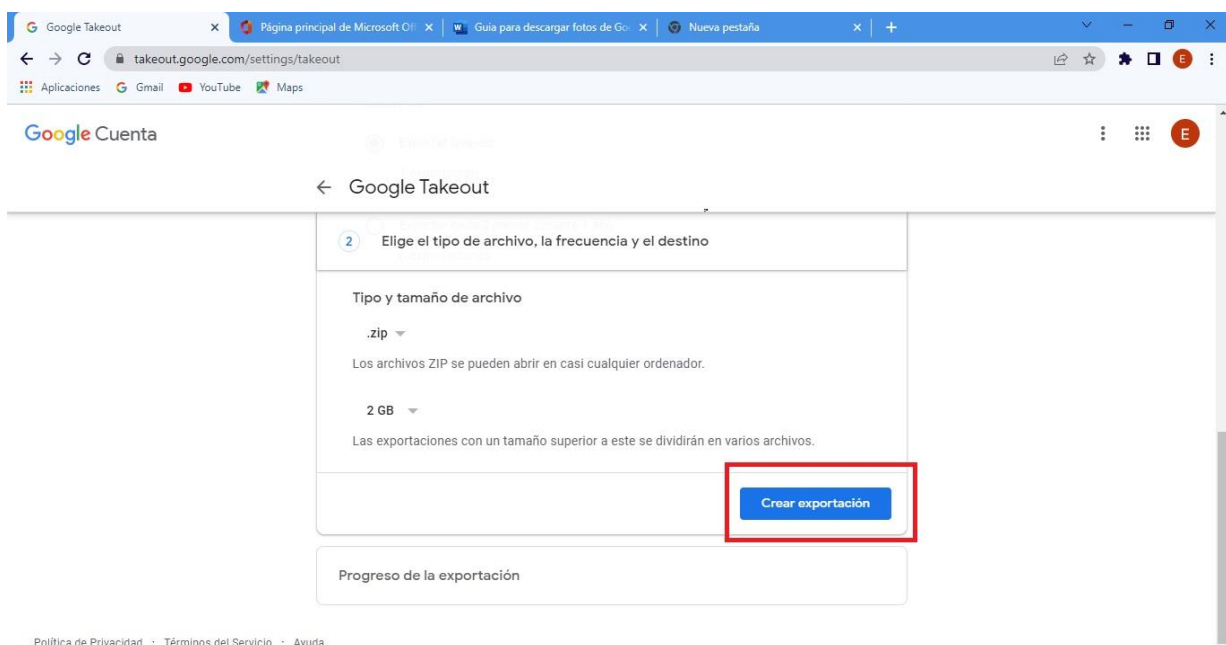 Google Takeout
Página principal de Microsoft Of
Guia para descargar fotos de Go
Nueva pestaña
takeout.google.com/settings/takeout
Aplicaciones
Gmail
YouTube
Maps
Google Cuenta
E
Google Takeout
2 Elige el tipo de archivo, la frecuencia y el destino
Tipo y tamaño de archivo
.zip
Los archivos ZIP se pueden abrir en casi cualquier ordenador.
2 GB
Las exportaciones con un tamaño superior a este se dividirán en varios archivos.
Crear exportación
Progreso de la exportación
Política de Privacidad · Términos del Servicio · Ayuda